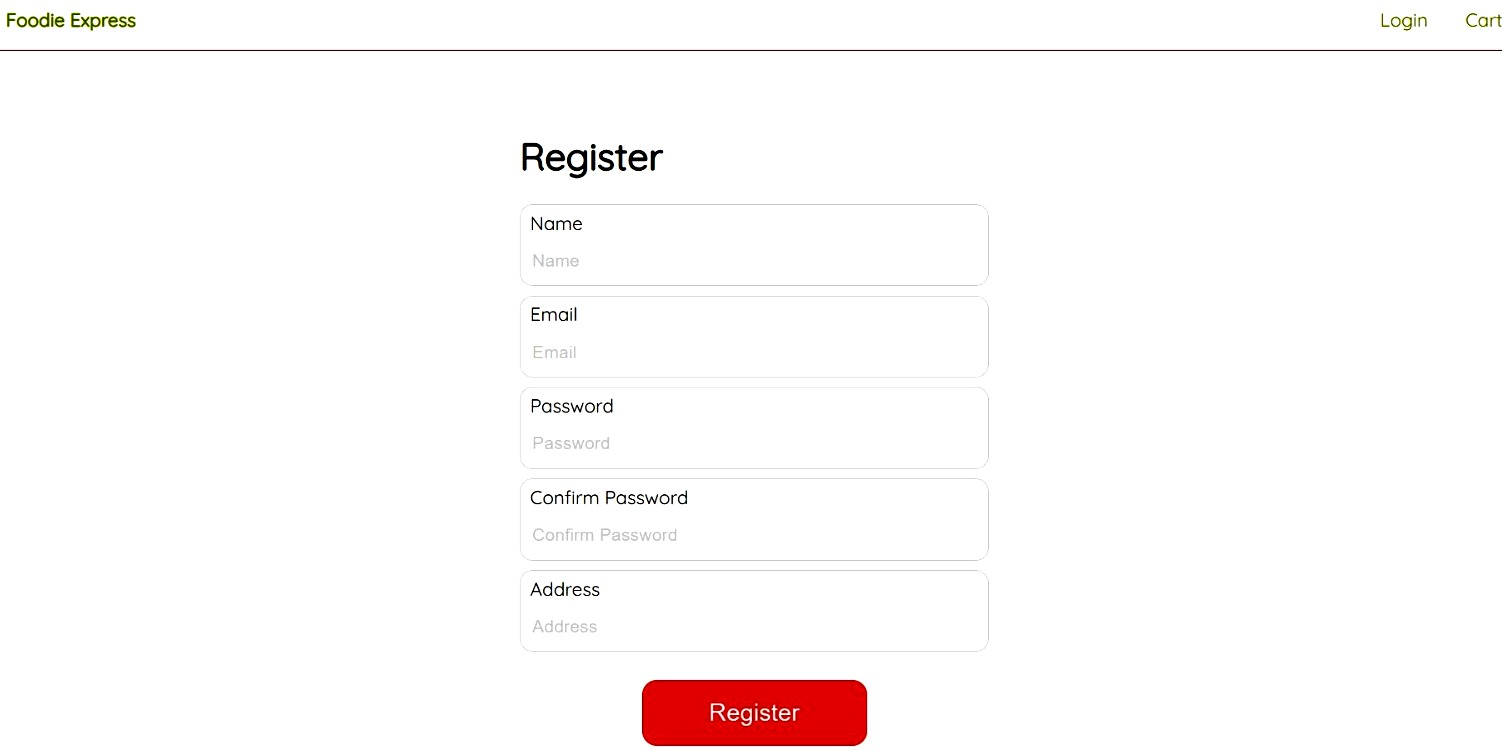 Foodie Express Login Cart
Register
Name
Name
Email
Email
Password
Password
Confirm Password
Confirm Password
Address
Address
Register